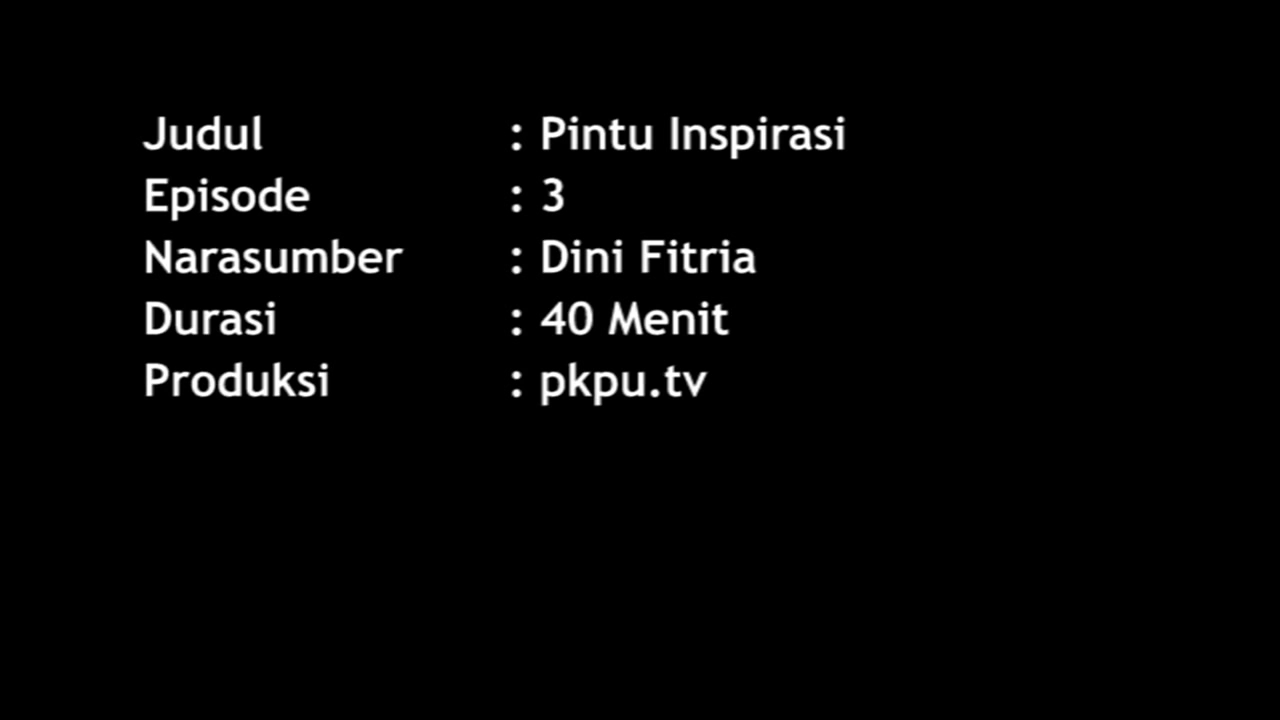 Judul : Pintu Inspirasi
Episode : 3
Narasumber : Dini Fitria
Durasi : 40 Menit
Produksi : pkpu.tv